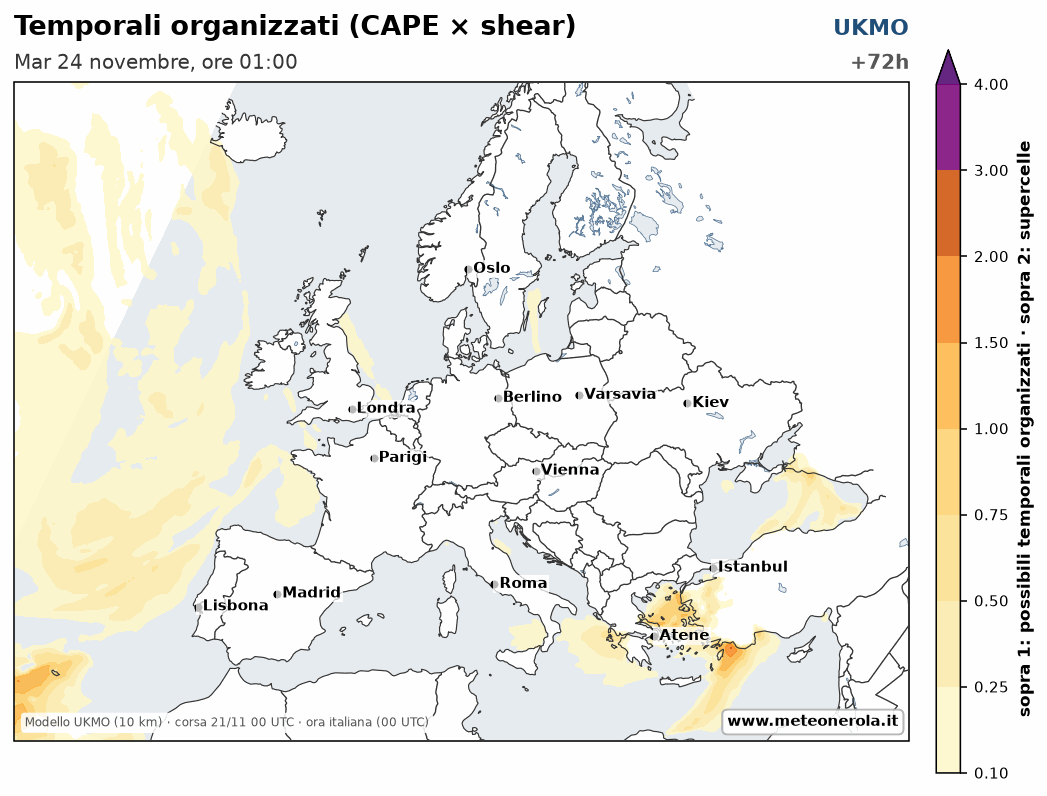 Temporali organizzati (CAPE × shear)
UKMO
Mar 24 novembre, ore 01:00
+72h
4.00
3.00
2.00
1.50
1.00
0.75
0.50
0.25
0.10
sopra 1: possibili temporali organizzati · sopra 2: supercelle
Oslo
Londra
Berlino
Varsavia
Kiev
Parigi
Vienna
Istanbul
Roma
Madrid
Lisbona
Atene
Modello UKMO (10 km) · corsa 21/11 00 UTC · ora italiana (00 UTC)
www.meteonerola.it